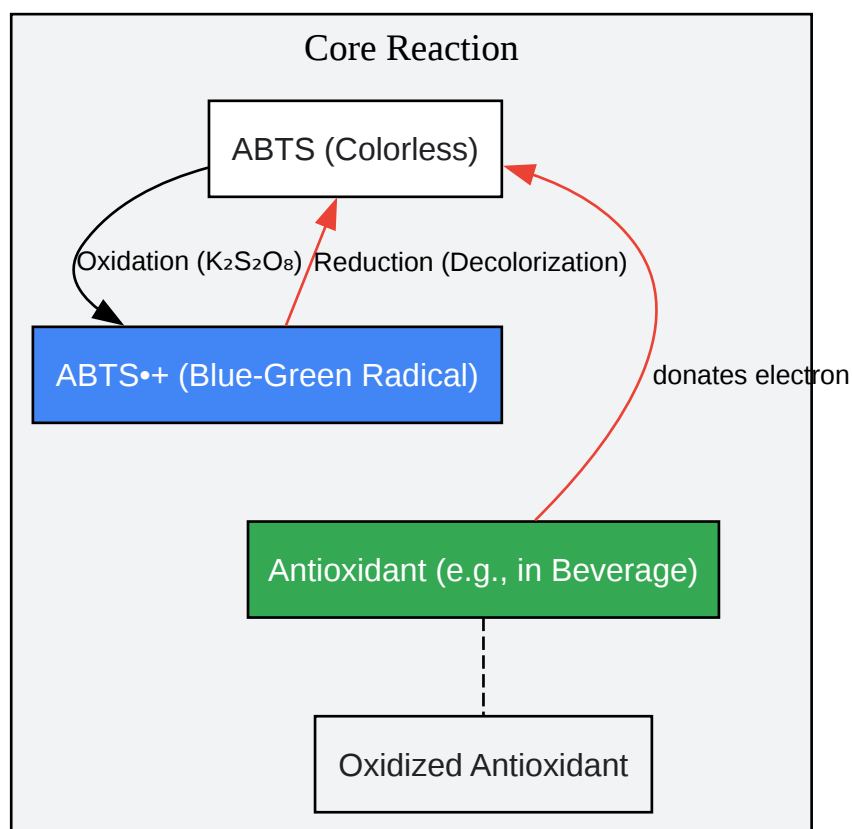 Core Reaction
ABTS (Colorless)
Oxidation (K₂S₂O₈)
Reduction (Decolorization)
ABTS•+ (Blue-Green Radical)
donates electron
Antioxidant (e.g., in Beverage)
Oxidized Antioxidant